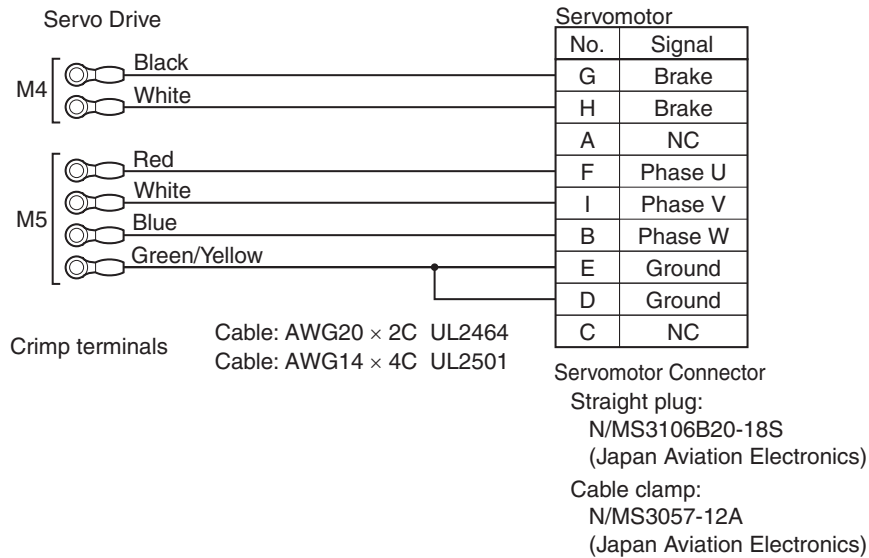 Servo Drive
Servomotor
No. Signal
M4
Black
G Brake
White
H Brake
A NC
M5
Red
F Phase U
White
I Phase V
Blue
B Phase W
Green/Yellow
E Ground
D Ground
C NC
Crimp terminals
Cable: AWG20 × 2C UL2464
Cable: AWG14 × 4C UL2501
Servomotor Connector
Straight plug:
N/MS3106B20-18S
(Japan Aviation Electronics)
Cable clamp:
N/MS3057-12A
(Japan Aviation Electronics)